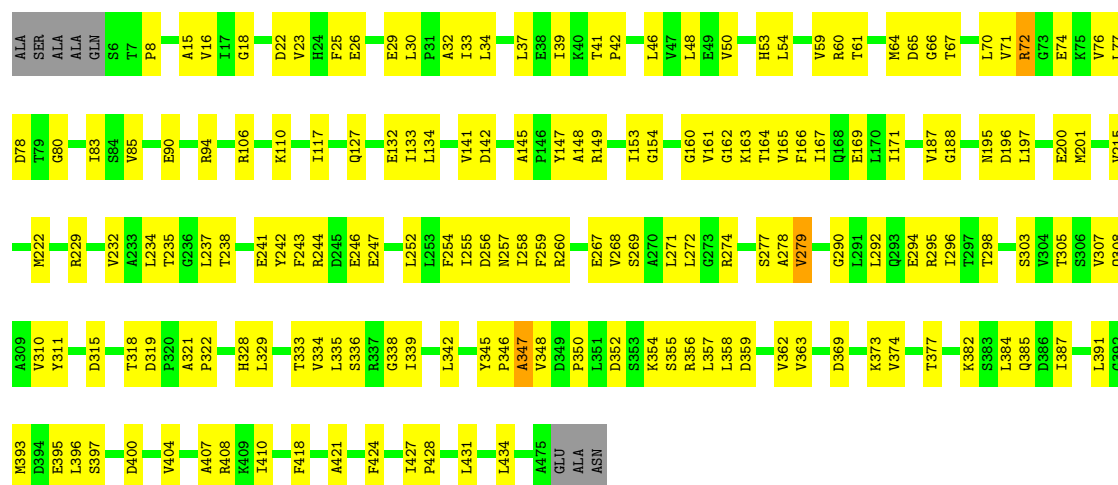 ALA SER ALA ALA GLN S6 T7 P8 A15 V16 I17 G18 D22 V23 H24 F25 E26 E29 L30 P31 A32 I33 L34 L37 E38 I39 K40 T41 P42 L46 V47 L48 E49 V50 H53 L54 V59 R60 T61 M64 D65 G66 T67 L70 V71 R72 G73 E74 K75 V76 L77
D78 T79 G80 I83 S84 V85 E90 R94 R106 K110 I117 Q127 E132 I133 L134 V141 D142 A145 P146 Y147 A148 R149 I153 G154 G160 V161 G162 K163 T164 V165 F166 I167 Q168 E169 L170 I171 V187 G188 N195 D196 L197 E200 M201
M222 R229 V232 A233 L234 T235 G236 L237 T238 E241 Y242 F243 R244 D245 E246 E247 L252 L253 F254 I255 D256 N257 I258 F259 R260 E267 V268 S269 A270 L271 L272 G273 R274 S277 A278 V279 G290 L291 L292 Q293 E294 R295 I296 T297 T298 S303 V304 T305 S306 V307
A309 V310 Y311 D315 T318 D319 P320 A321 P322 H328 L329 T333 V334 L335 S336 R337 G338 I339 L342 Y345 P346 A347 V348 D349 P350 L351 D352 S353 K354 S355 R356 L357 L358 D359 V362 V363 D369 K373 V374 T377 K382 S383 L384 Q385 D386 I387 L391
M393 D394 E395 L396 S397 D400 V404 A407 R408 K409 I410 F418 A421 F424 I427 P428 L431 L434 A475 GLU ALA ASN